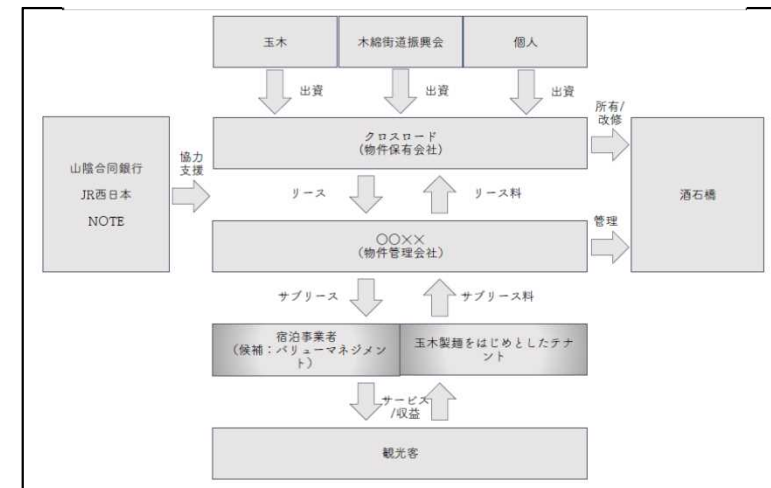 玉木
木綿街道振興会
個人
出資
出資
出資
所有/
改修
クロスロード
(物件保有会社)
山陰合同銀行
JR西日本
NOTE
協力
支援
酒石橋
リース
リース料
〇〇××
(物件管理会社)
管理
サブリース
サブリース料
宿泊事業者
(候補：バリューマネジメン
ト)
玉木製麺をはじめとしたテナ
ント
サービス
/収益
観光客